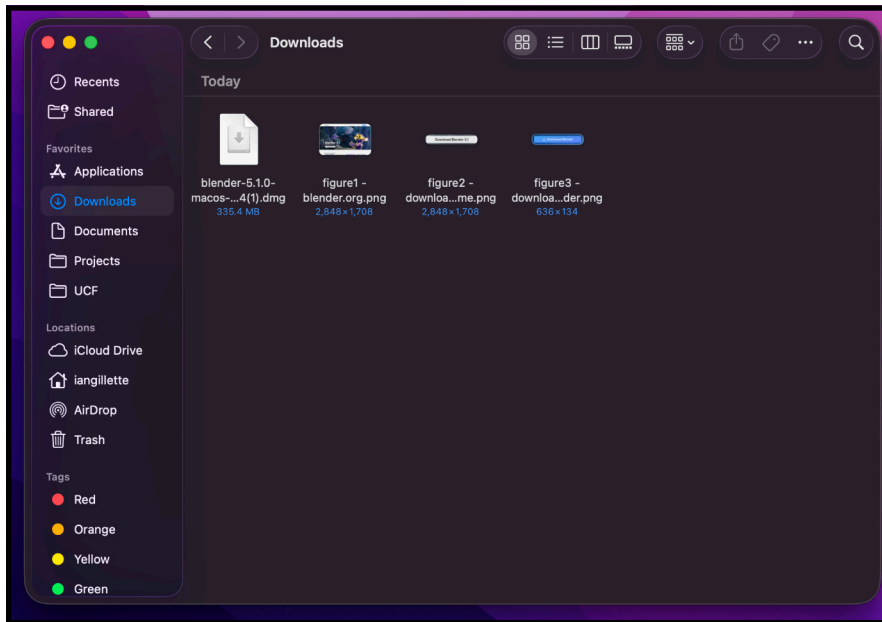 Downloads
Recents
Shared
Favorites
Applications
Downloads
Documents
Projects
UCF
Locations
iCloud Drive
iangillette
AirDrop
Trash
Tags
Red
Orange
Yellow
Green
Today
blender-5.1.0-
macos-...4(1).dmg
335.4 MB
figure1 -
blender.org.png
2,848×1,708
figure2 -
downloa...me.png
2,848×1,708
figure3 -
downloa...der.png
636×134